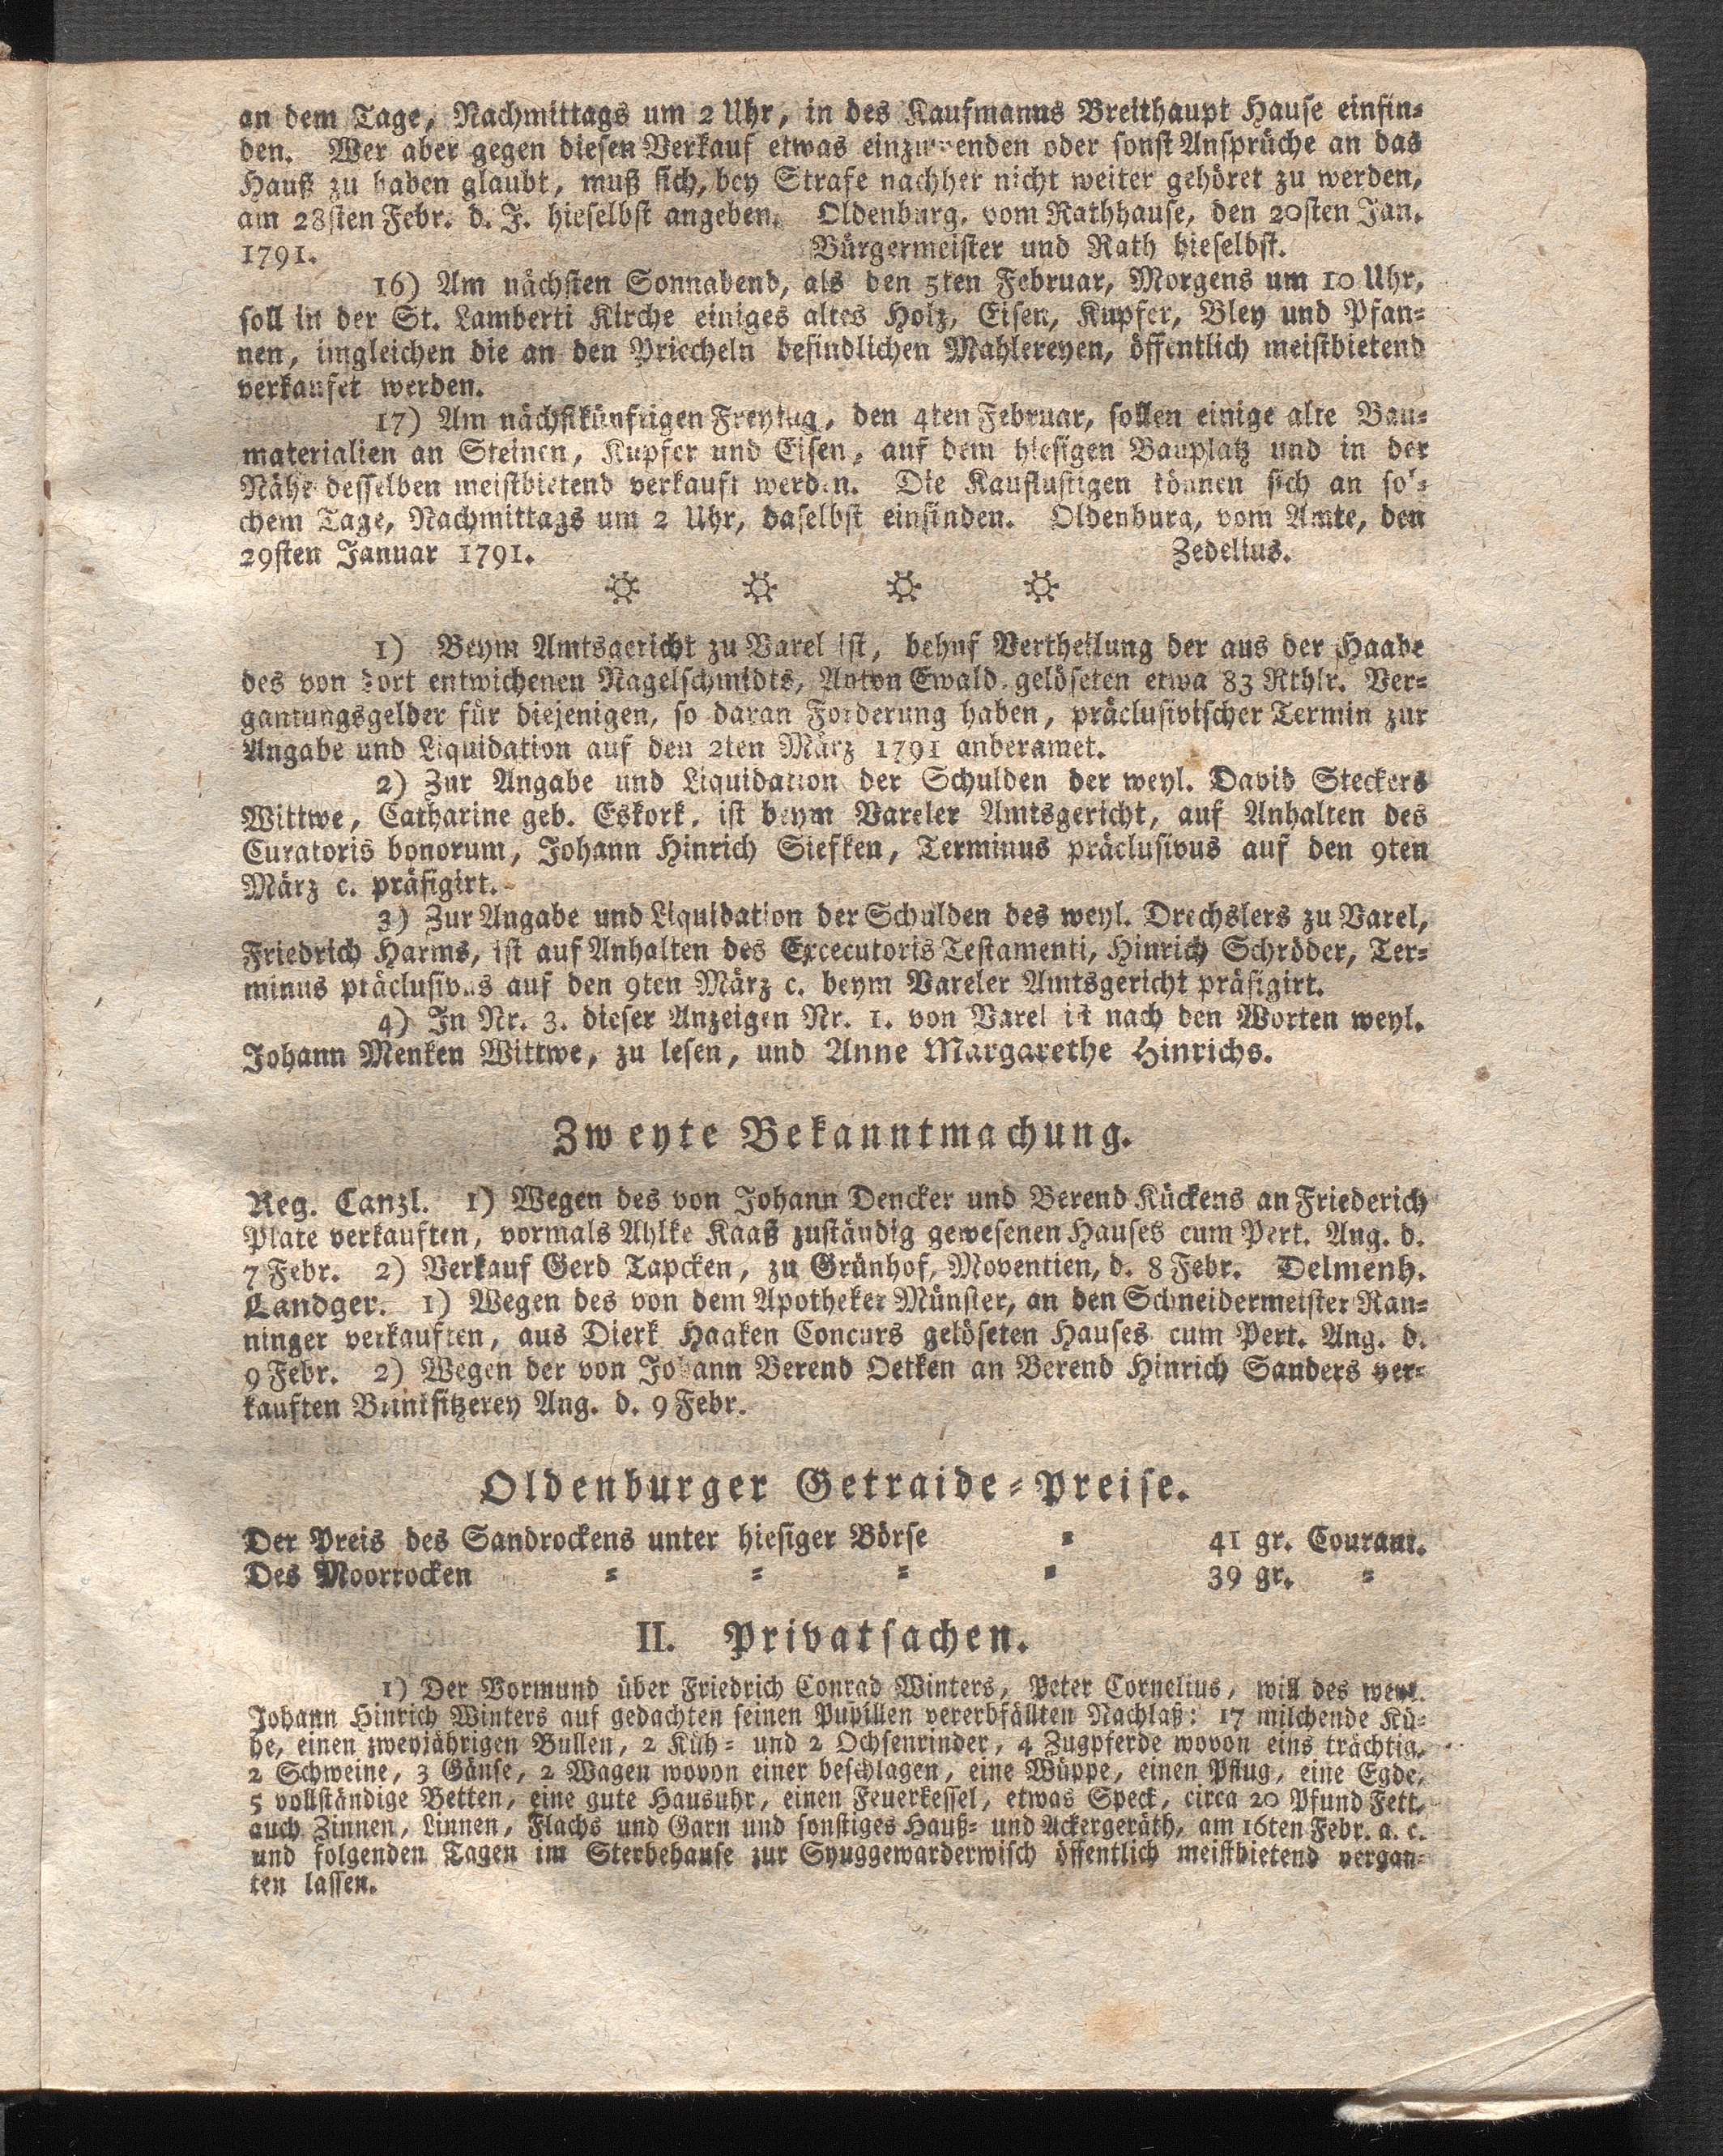 an dem Tage, Nachmittags um 2 Uhr, in des Kaufmanns Breithaupt Hause einfin⸗
den. Wer aber gegen diesen Verkauf etwas einzuwenden oder sonst Ansprüche an das
Hauß zu haben glaubt, muß sich, bey Strafe nachher nicht weiter gehöret zu werden,
am 28sten Febr. d. J. hieselbst angeben. Oldenburg, vom Rathhause, den 20sten Jan.
1791. Bürgermeister und Rath hieselbst.
16) Am nächsten Sonnabend, als den 5ten Februar, Morgens um 10 Uhr,
soll in der St. Lamberti Kirche einiges altes Holz, Eisen, Kupfer, Bley und Pfan⸗
nen, imgleichen die an den Priecheln befindlichen Mahlereyen, öffentlich meistbietend
verkaufet werden.
17) Am nächstkünftigen Freytag, den 4ten Februar, sollen einige alte Bau⸗
materialien an Steinen, Kupfer und Eisen, auf dem hiesigen Bauplatz und in der
Nähe desselben meistbietend verkauft werden. Die Kauflustigen können sich an sol⸗
chem Tage, Nachmittags um 2 Uhr, daselbst einfinden. Oldenburg, vom Amte, den
29sten Januar 1791. Zedelius.
1) Beym Amtsgericht zu Varel ist, behuf Vertheilung der aus der Haabe
des von dort entwichenen Nagelschmidts, Anton Ewald, gelöseten etwa 83 Rthlr. Ver⸗
gantungsgelder für diejenigen, so daran Forderung haben, präclusivischer Termin zur
Angabe und Liquidation auf den 2ten März 1791 anberamet.
2) Zur Angabe und Liquidation der Schulden der weyl. David Steckers
Wittwe, Catharine geb. Eskork, ist beym Vareler Amtsgericht, auf Anhalten des
Curatoris bonorum, Johann Hinrich Siefken, Terminus präclusivus auf den 9ten
März c. präfigirt.
3) Zur Angabe und Liquidation der Schulden des weyl. Drechslers zu Varel,
Friedrich Harms, ist auf Anhalten des Excecutoris Testamenti, Hinrich Schröder, Ter⸗
minus präclusivus auf den 9ten März c. beym Vareler Amtsgericht präfigirt.
4) In Nr. 3. dieser Anzeigen Nr. 1. von Varel ist nach den Worten weyl.
Johann Menken Wittwe, zu lesen, und Anne Margarethe Hinrichs.
Zweyte Bekanntmachung.
Reg. Canzl. 1) Wegen des von Johann Dencker und Berend Kückens an Friederich
Plate verkauften, vormals Ahlke Kaaß zuständig gewesenen Hauses cum Pert. Ang. d.
7 Febr. 2) Verkauf Gerd Tapcken, zu Grünhof, Moventien, d. 8 Febr. Delmenh.
Landger. 1) Wegen des von dem Apotheker Münster, an den Schneidermeister Ran⸗
ninger verkauften, aus Dierk Haaken Concurs gelöseten Hauses cum Pert. Ang. d.
9 Febr. 2) Wegen der von Johann Berend Oetken an Berend Hinrich Sanders ver⸗
kauften Brinksitzerey Ang. d. 9 Febr.
Oldenburger Getraide⸗Preise.
Der Preis des Sandrockens unter hiesiger Börse ⸗ 41 gr. Courant.
Des Moorrocken ⸗ ⸗ ⸗ ⸗ 39 gr. ⸗
II. Privatsachen.
1) Der Vormund über Friedrich Conrad Winters, Peter Cornelius, will des weyl.
Johann Hinrich Winters auf gedachten seinen Pupillen vererbfällten Nachlaß: 17 milchende Kü⸗
he, einen zweyjährigen Bullen, 2 Küh⸗ und 2 Ochsenrinder, 4 Zugpferde wovon eins trächtig,
2 Schweine, 3 Gänse, 2 Wagen wovon einer beschlagen, eine Wüppe, einen Pflug, eine Egde,
5 vollständige Betten, eine gute Hausuhr, einen Feuerkessel, etwas Speck, circa 20 Pfund Fett,
auch Zinnen, Linnen, Flachs und Garn und sonstiges Hauß⸗ und Ackergeräth, am 16ten Febr. a. c.
und folgenden Tagen im Sterbehause zur Snuggewarderwisch öffentlich meistbietend vergan⸗
ten lassen.